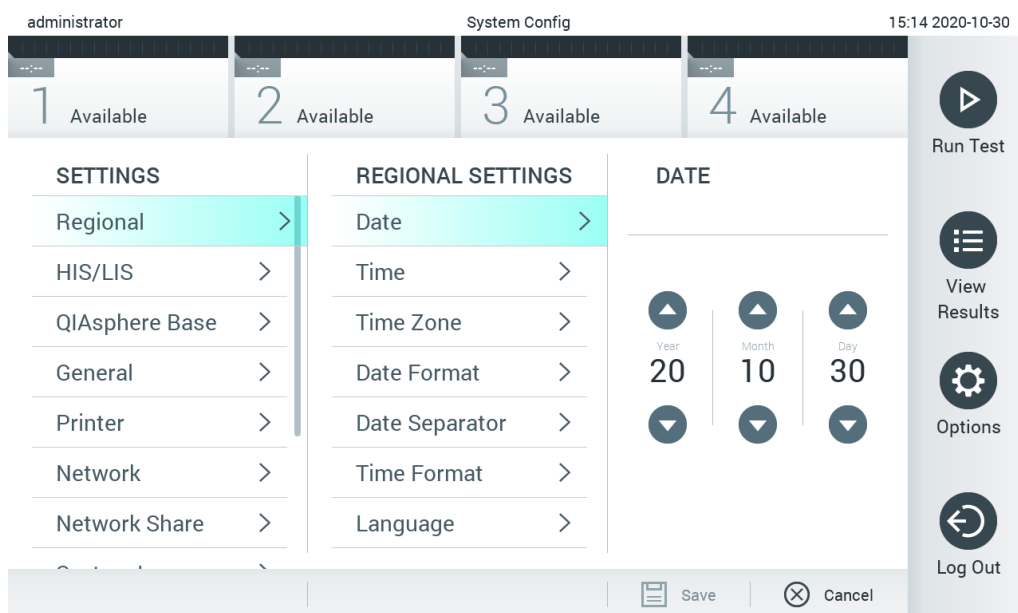 administrator System Config 15:14 2020-10-30
--:-- --:-- --:-- --:--
1 Available 2 Available 3 Available 4 Available
Run Test
SETTINGS REGIONAL SETTINGS DATE
Regional Date
HIS/LIS Time
View
Results
QIAsphere Base Time Zone
Year Month Day
General Date Format 20 10 30
Printer Date Separator
Options
Network Time Format
Network Share Language
Log Out
Save Cancel